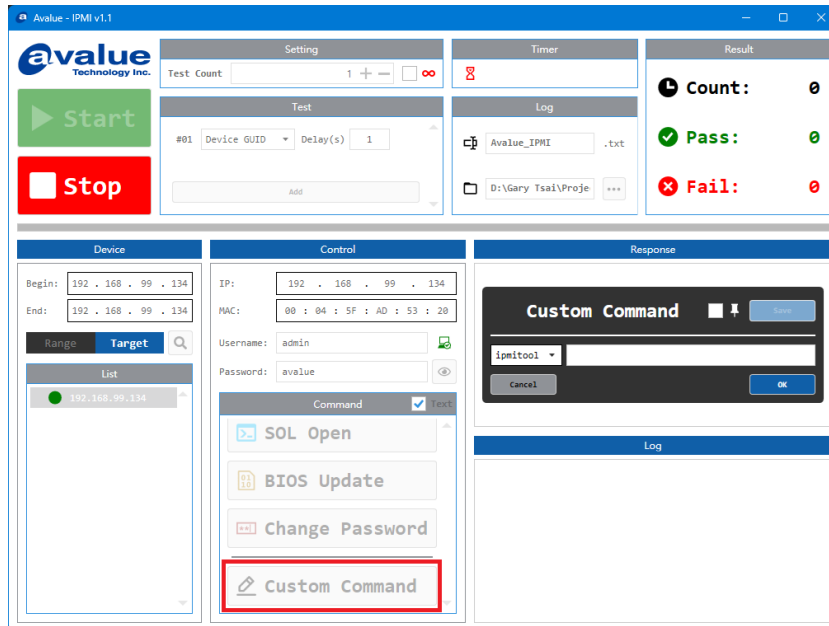 Avalue - IPMI v1.1
avalue
Technology Inc.
Start
Stop
Setting
Test Count 1
Test
#01 Device GUID Delay(s) 1
Add
Timer
Log
Avalue_IPMI .txt
D:\Gary Tsai\Proje ...
Result
Count: 0
Pass: 0
Fail: 0
Device
Begin: 192 . 168 . 99 . 134
End: 192 . 168 . 99 . 134
Range Target
List
192.168.99.134
Control
IP: 192 . 168 . 99 . 134
MAC: 00 : 04 : 5F : AD : 53 : 20
Username: admin
Password: avalue
Command Text
SOL Open
BIOS Update
Change Password
Custom Command
Response
Custom Command Save
ipmitool
Cancel OK
Log